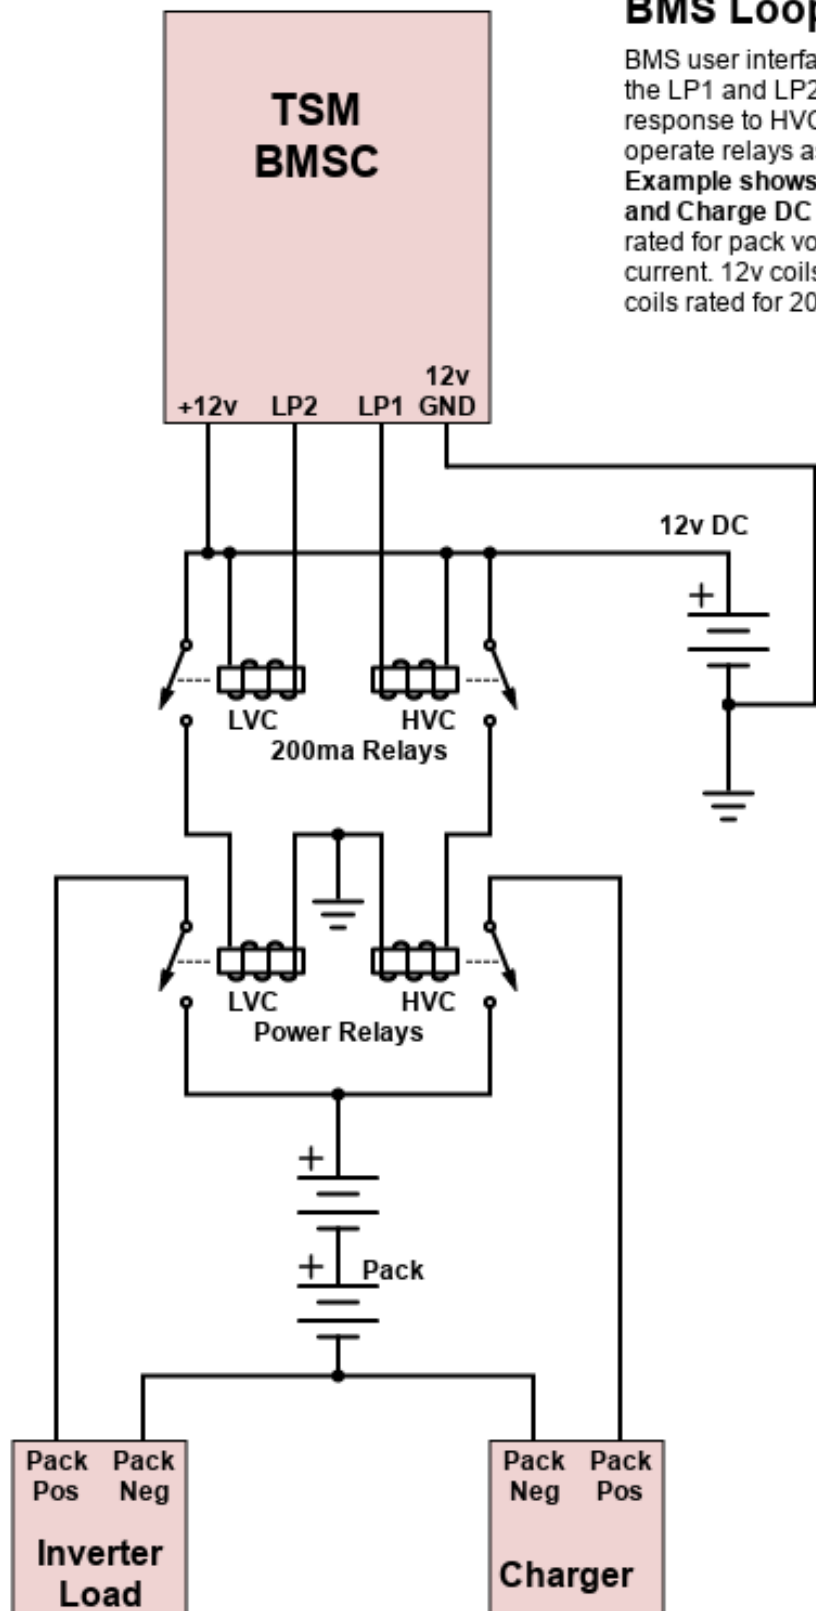 BMS Loop
BMS user interfa
the LP1 and LP2
response to HVC
operate relays as
Example shows
and Charge DC
rated for pack vo
current. 12v coils
coils rated for 20
TSM
BMSC
+12v LP2 LP1 12v GND
12v DC
+
LVC HVC
200ma Relays
LVC HVC
Power Relays
+
+ Pack
Pack Pos
Pack Neg
Inverter
Load
Pack Neg
Pack Pos
Charger